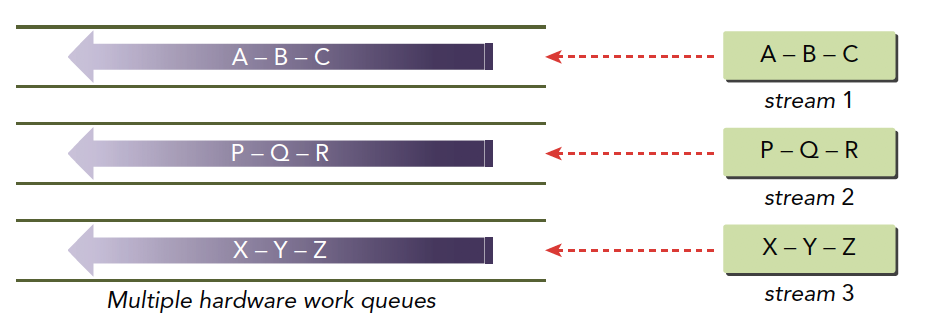 A – B – C
A – B – C
stream 1
P – Q – R
P – Q – R
stream 2
X – Y – Z
X – Y – Z
Multiple hardware work queues
stream 3